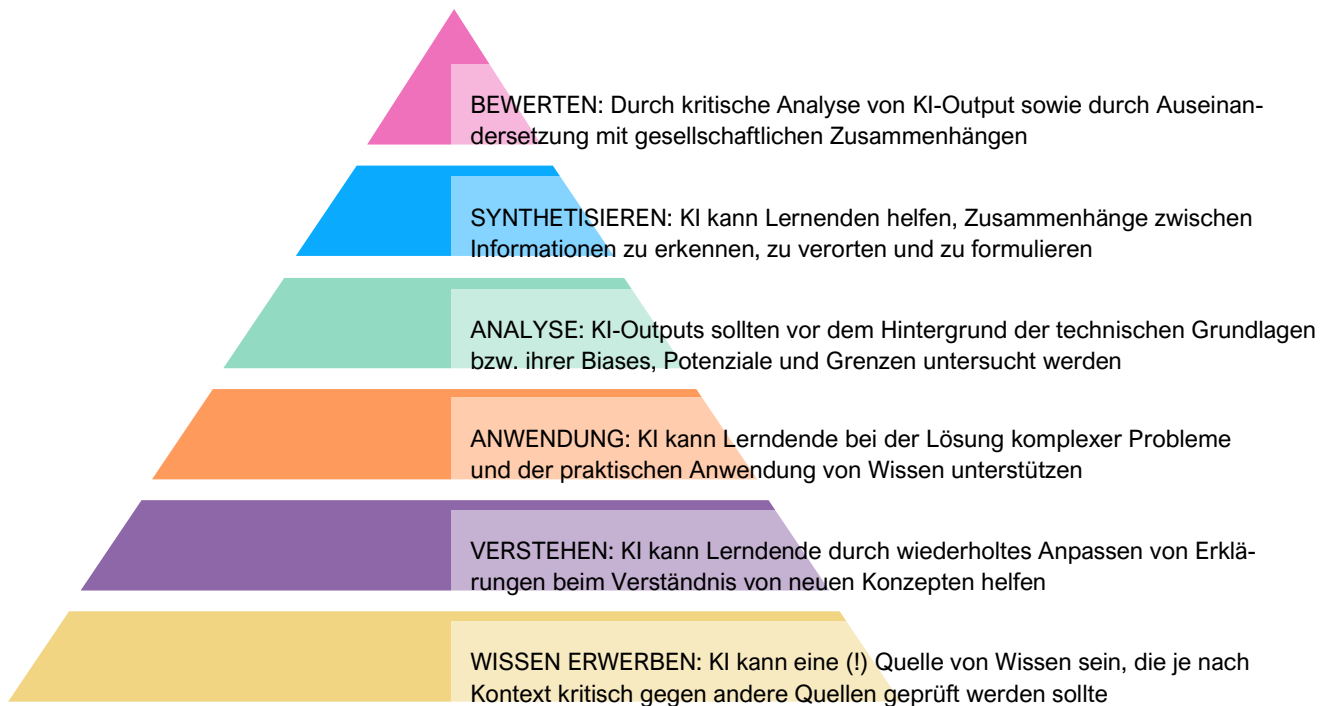 BEWERTEN: Durch kritische Analyse von KI-Output sowie durch Auseinan-
dersetzung mit gesellschaftlichen Zusammenhängen
SYNTHETISIEREN: KI kann Lernenden helfen, Zusammenhänge zwischen
Informationen zu erkennen, zu verorten und zu formulieren
ANALYSE: KI-Outputs sollten vor dem Hintergrund der technischen Grundlagen
bzw. ihrer Biases, Potenziale und Grenzen untersucht werden
ANWENDUNG: KI kann Lerndende bei der Lösung komplexer Probleme
und der praktischen Anwendung von Wissen unterstützen
VERSTEHEN: KI kann Lerndende durch wiederholtes Anpassen von Erklä-
rungen beim Verständnis von neuen Konzepten helfen
WISSEN ERWERBEN: KI kann eine (!) Quelle von Wissen sein, die je nach
Kontext kritisch gegen andere Quellen geprüft werden sollte